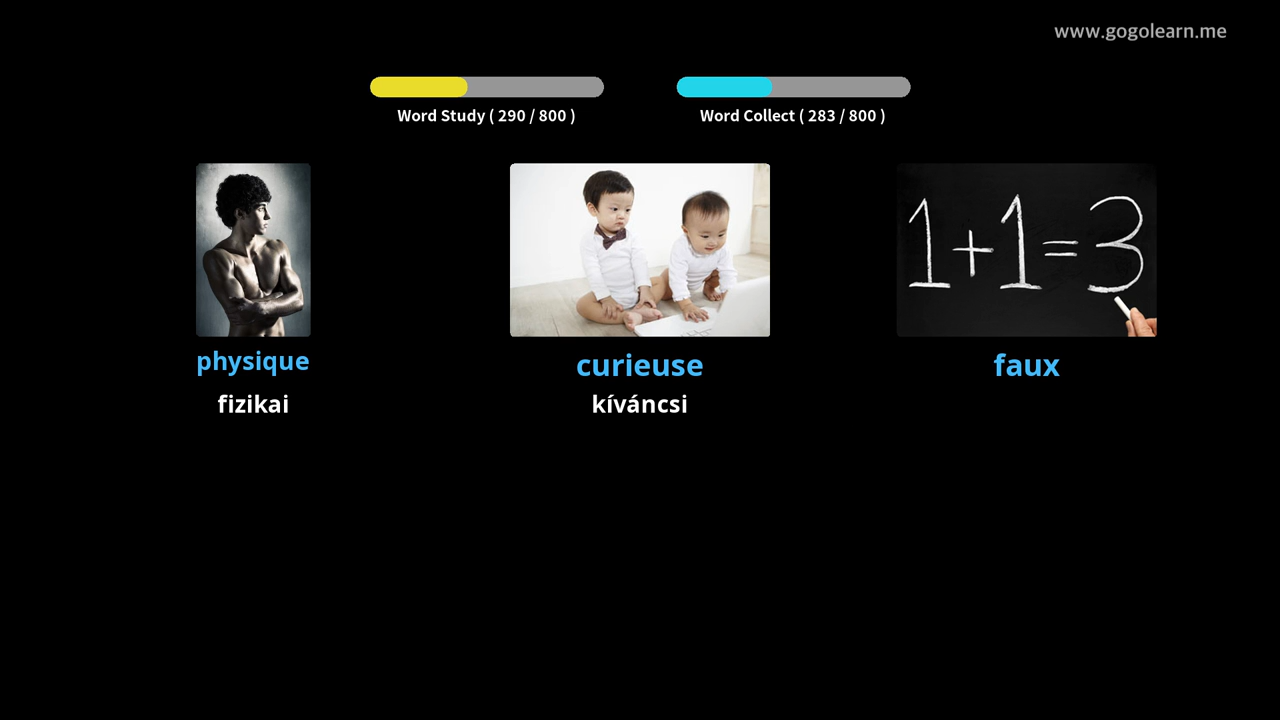 www.gogolearn.me
Word Study ( 290 / 800 )
Word Collect ( 283 / 800 )
1+1=3
physique
curieuse
faux
fizikai
kíváncsi